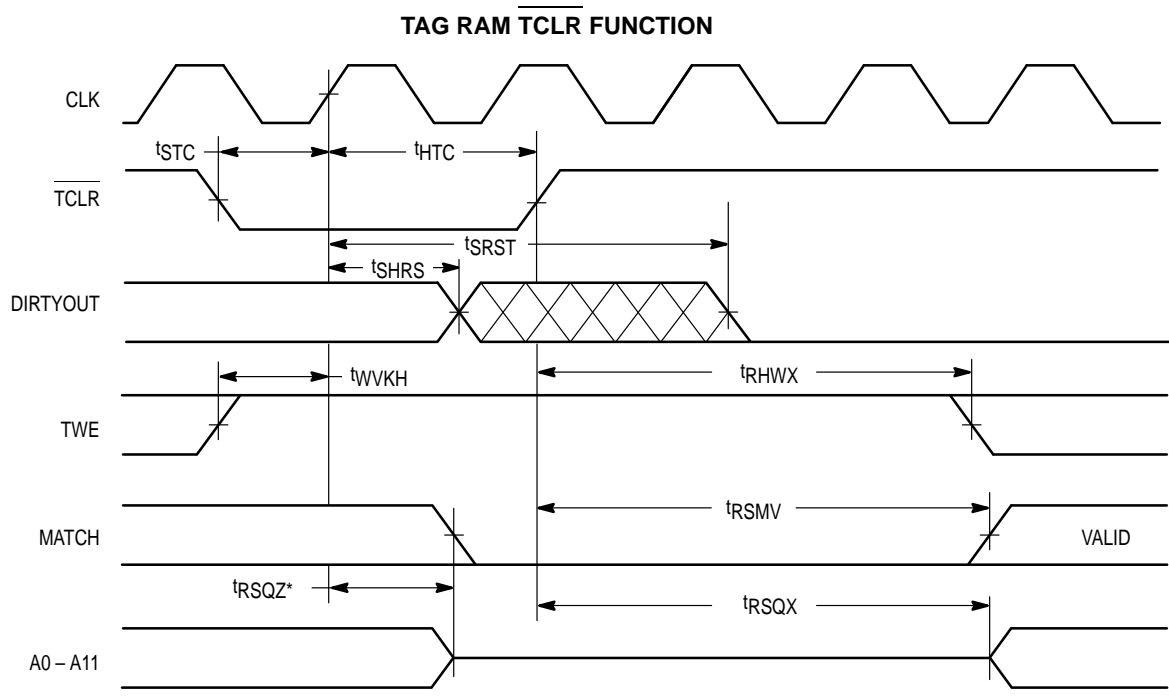 TAG RAM TCLR FUNCTION
CLK
tSTC
tHTC
TCLR
tSRST
tSHRS
DIRTYOUT
tWVKH
tRHWX
TWE
tRSMV
MATCH
VALID
tRSQZ*
tRSQX
A0 – A11